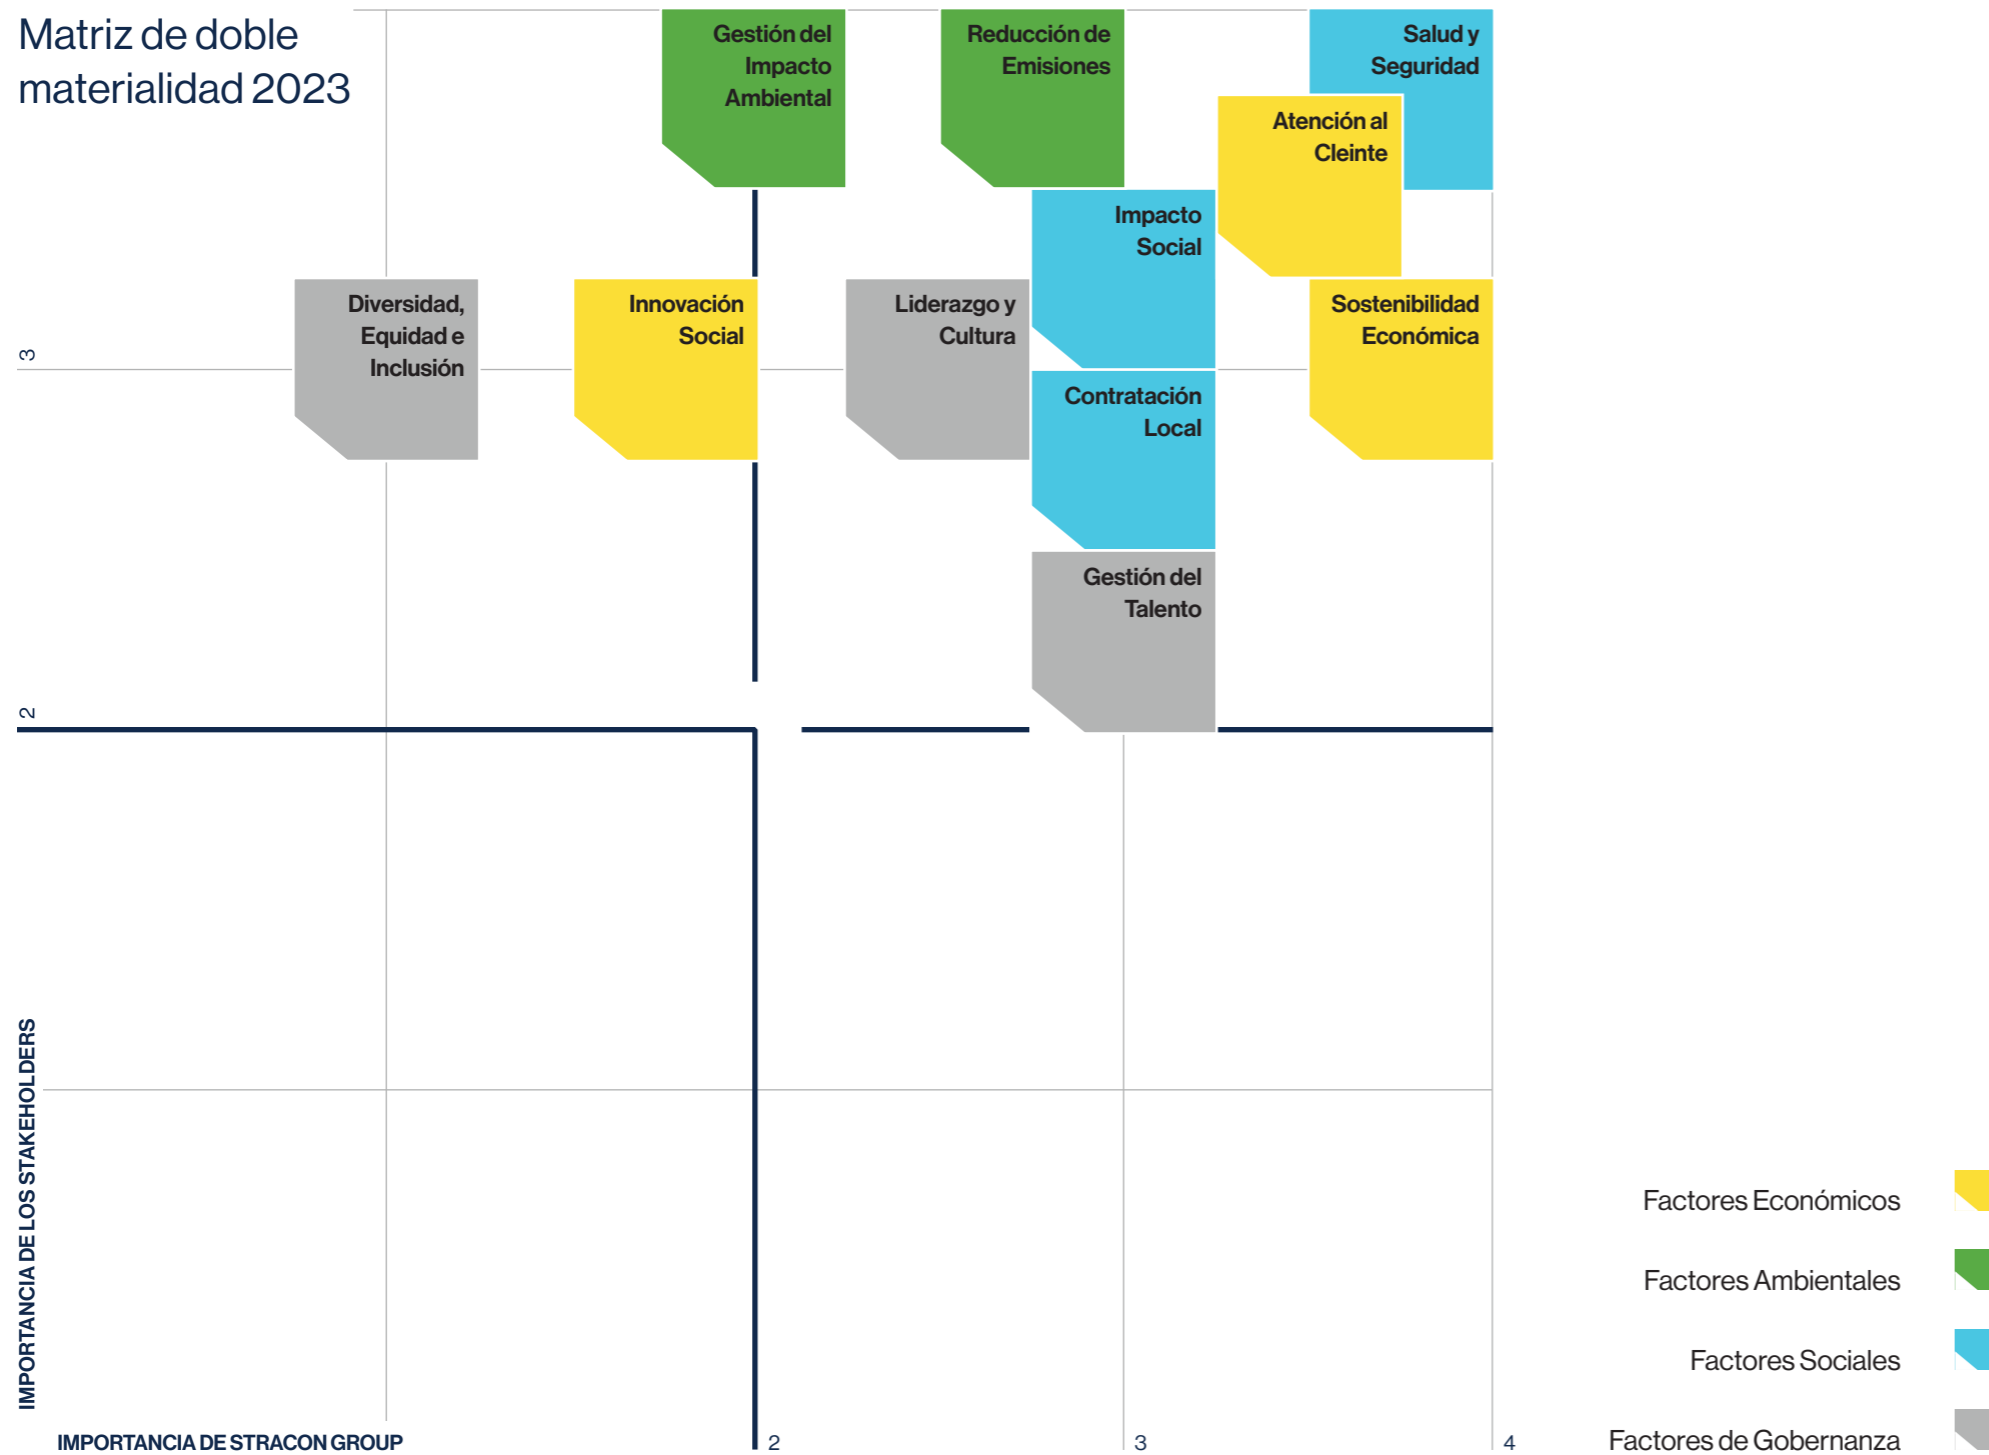 Matriz de doble
materialidad 2023
Gestión del
Impacto
Ambiental
Reducción de
Emisiones
Salud y
Seguridad
Atención al
Cleinte
Impacto
Social
Diversidad,
Equidad e
Inclusión
Innovación
Social
Liderazgo y
Cultura
Sostenibilidad
Económica
3
Contratación
Local
Gestión del
Talento
2
IMPORTANCIA DE LOS STAKEHOLDERS
Factores Económicos
Factores Ambientales
Factores Sociales
Factores de Gobernanza
IMPORTANCIA DE STRACON GROUP
2
3
4